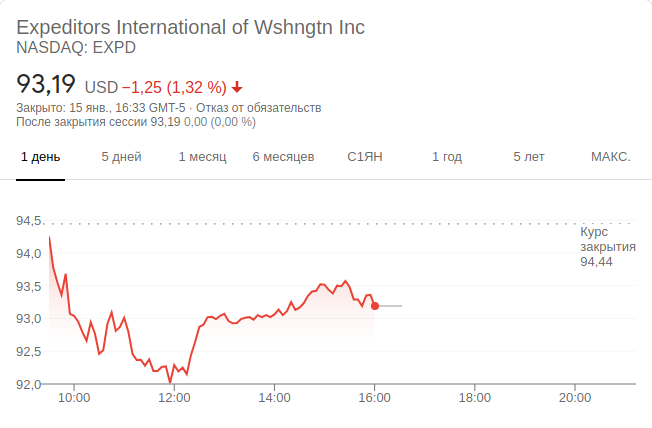 Expeditors International of Wshngtn Inc
NASDAQ: EXPD
93,19 USD −1,25 (1,32 %)
Закрыто: 15 янв., 16:33 GMT-5 · Отказ от обязательств
После закрытия сессии 93,19 0,00 (0,00 %)
1 день 5 дней 1 месяц 6 месяцев С1ЯН 1 год 5 лет МАКС.
94,5
Курс
закрытия
94,44
94,0
93,5
93,0
92,5
92,0
10:00 12:00 14:00 16:00 18:00 20:00